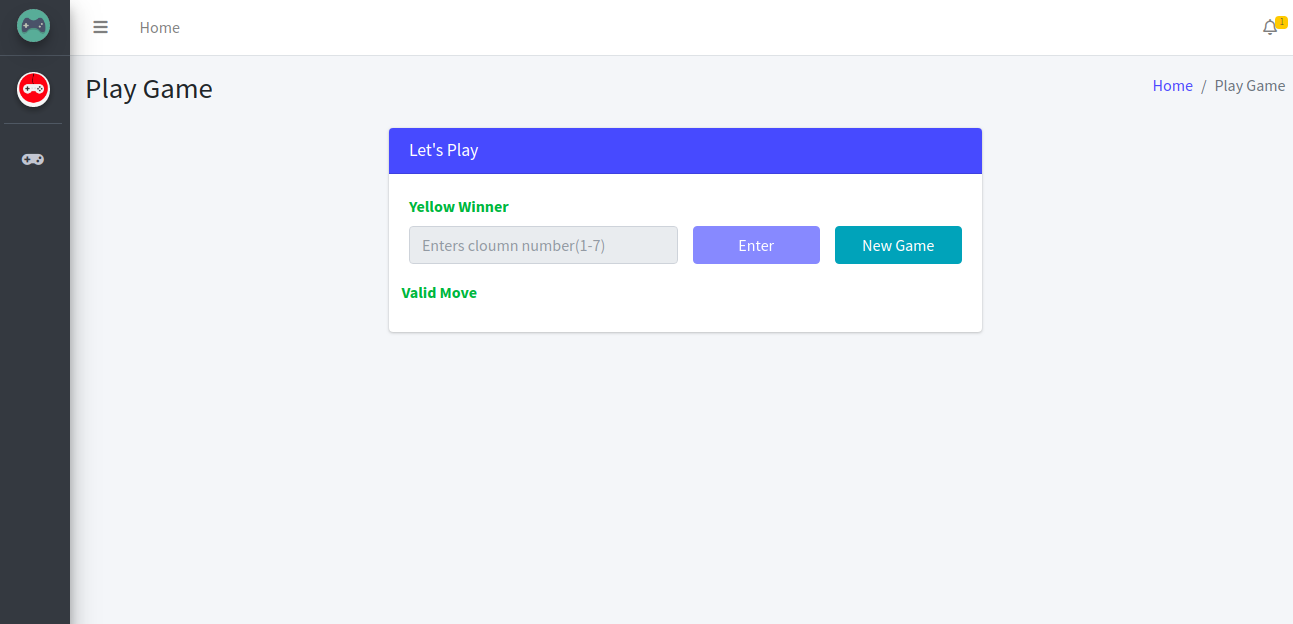 Home
1
Play Game
Home / Play Game
Let's Play
Yellow Winner
Enters cloumn number(1-7)
Enter
New Game
Valid Move